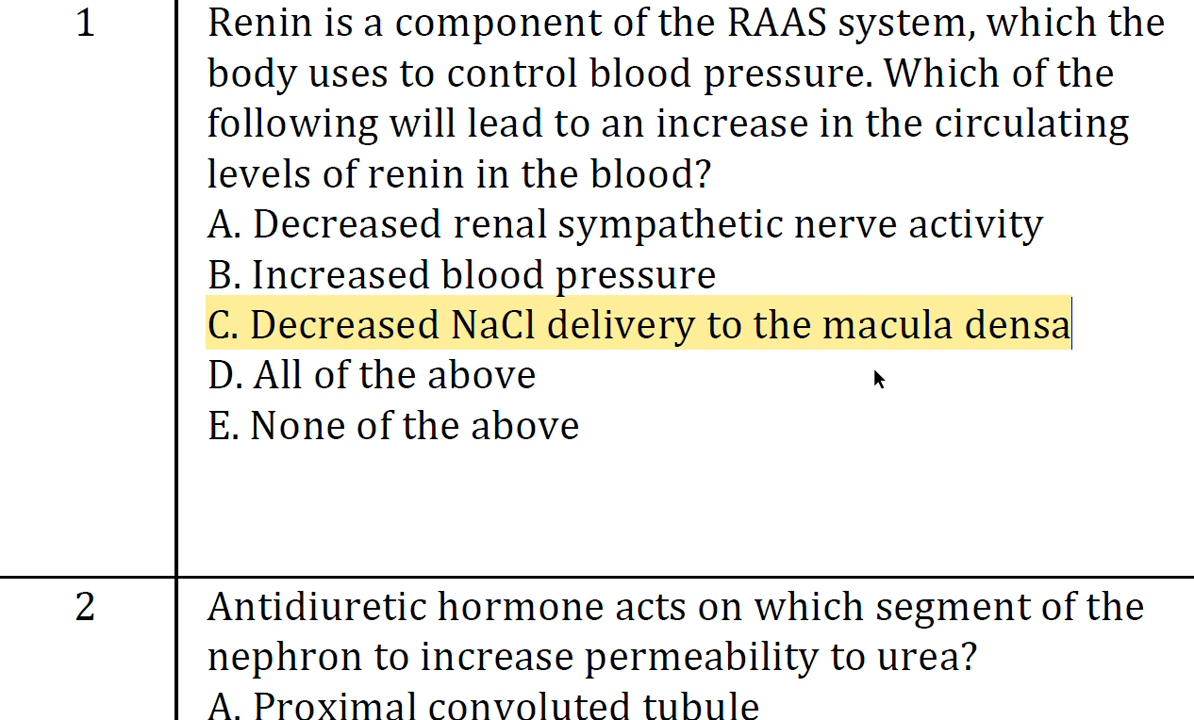 1
Renin is a component of the RAAS system, which the
body uses to control blood pressure. Which of the
following will lead to an increase in the circulating
levels of renin in the blood?
A. Decreased renal sympathetic nerve activity
B. Increased blood pressure
C. Decreased NaCl delivery to the macula densa
D. All of the above
E. None of the above
2
Antidiuretic hormone acts on which segment of the
nephron to increase permeability to urea?
A. Proximal convoluted tubule